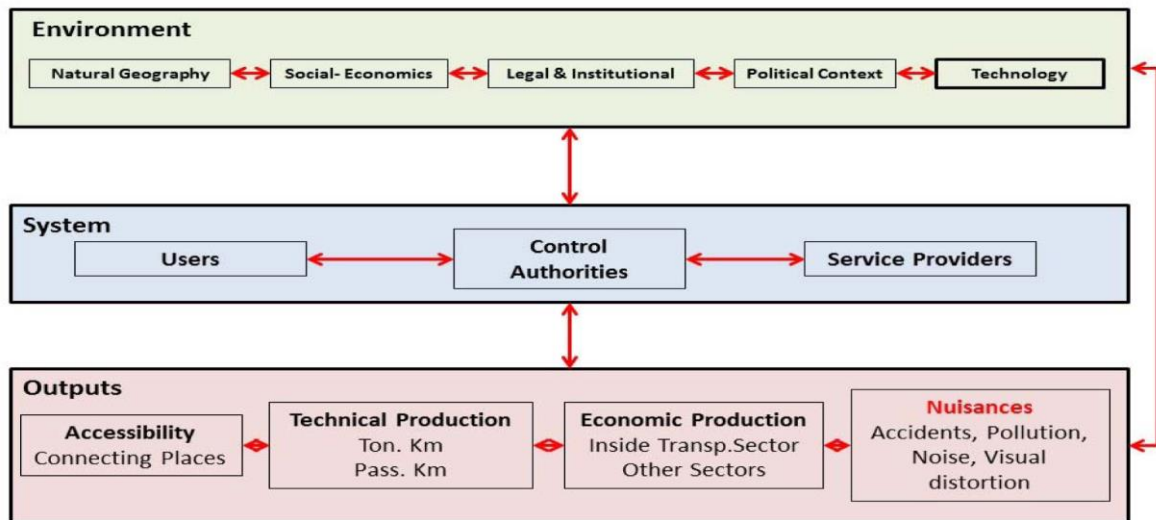 Environment
Natural Geography
Social- Economics
Legal & Institutional
Political Context
Technology
System
Users
Control
Authorities
Service Providers
Outputs
Accessibility
Connecting Places
Technical Production
Ton. Km
Pass. Km
Economic Production
Inside Transp.Sector
Other Sectors
Nuisances
Accidents, Pollution,
Noise, Visual
distortion